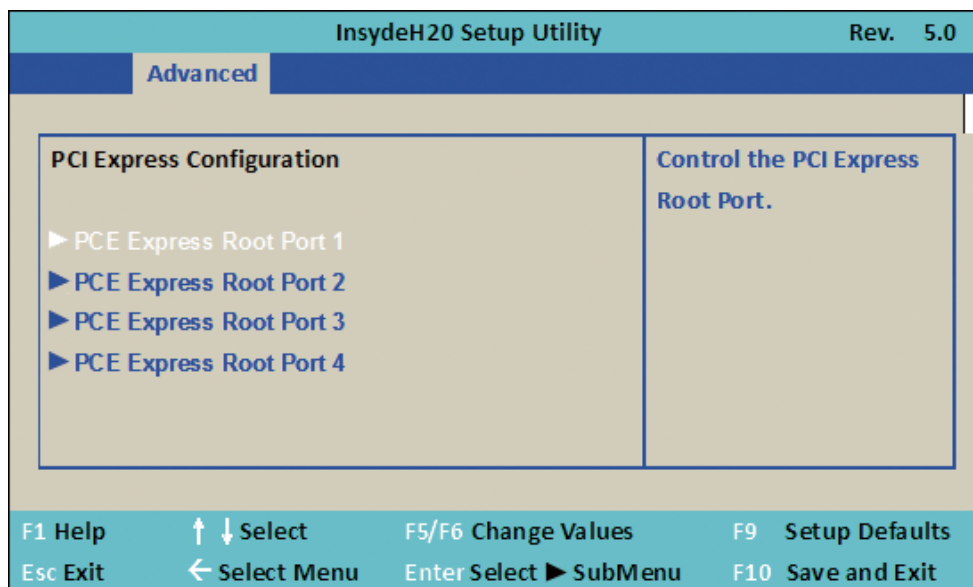 InsydeH20 Setup Utility Rev. 5.0
Advanced
PCI Express Configuration
▶ PCE Express Root Port 1
▶ PCE Express Root Port 2
▶ PCE Express Root Port 3
▶ PCE Express Root Port 4
Control the PCI Express
Root Port.
F1 Help ↑ ↓ Select F5/F6 Change Values F9 Setup Defaults
Esc Exit ← Select Menu Enter Select ▶ SubMenu F10 Save and Exit